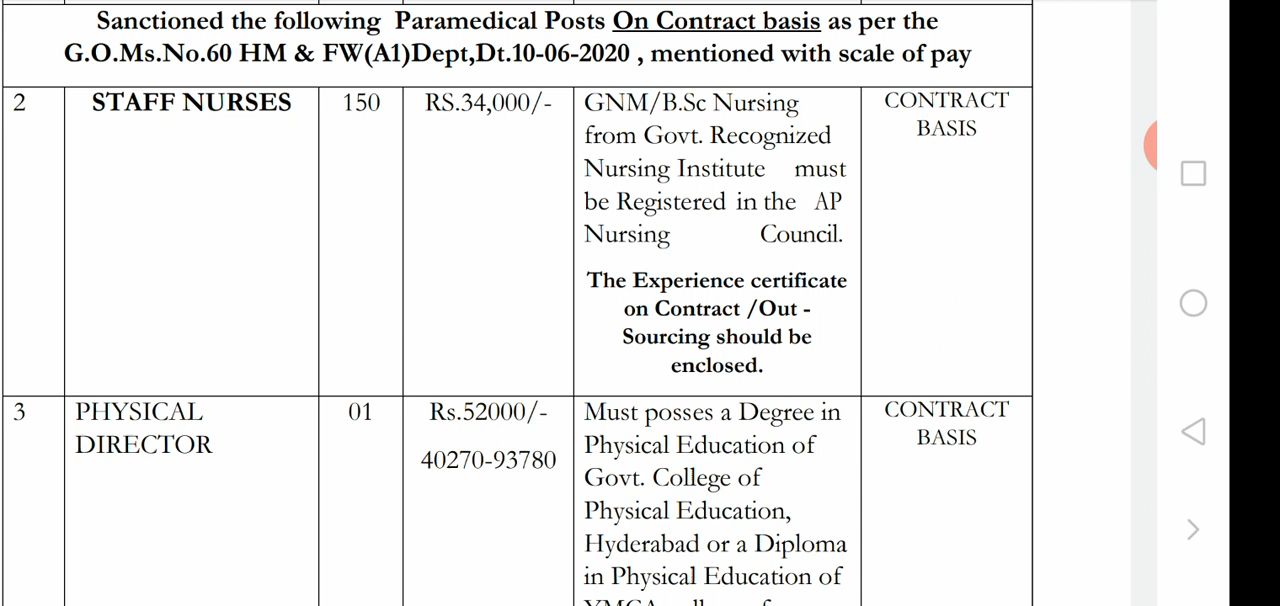 Sanctioned the following Paramedical Posts On Contract basis as per the
G.O.Ms.No.60 HM & FW(A1)Dept,Dt.10-06-2020 , mentioned with scale of pay
2
STAFF NURSES
150
RS.34,000/-
GNM/B.Sc Nursing
from Govt. Recognized
Nursing Institute must
be Registered in the AP
Nursing Council.
The Experience certificate
on Contract /Out -
Sourcing should be
enclosed.
CONTRACT
BASIS
3
PHYSICAL
DIRECTOR
01
Rs.52000/-
40270-93780
Must posses a Degree in
Physical Education of
Govt. College of
Physical Education,
Hyderabad or a Diploma
in Physical Education of
CONTRACT
BASIS